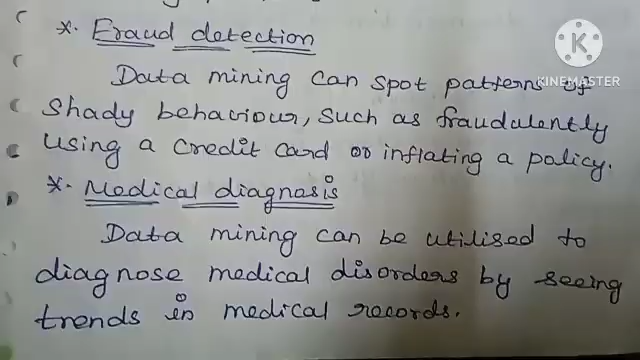 *. Fraud detection
Data mining can spot patterns of
shady behaviour, such as fraudulently
using a credit card or inflating a policy.
*. Medical diagnosis
Data mining can be utilised to
diagnose medical disorders by seeing
trends in medical records.
K
KINEMASTER